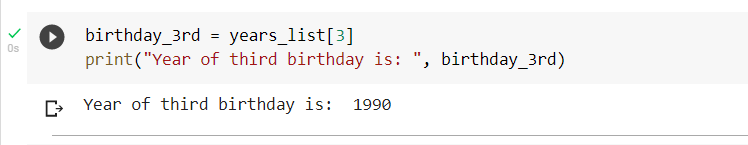 birthday_3rd = years_list[3]
0s
print("Year of third birthday is: ", birthday_3rd)
Year of third birthday is:  1990